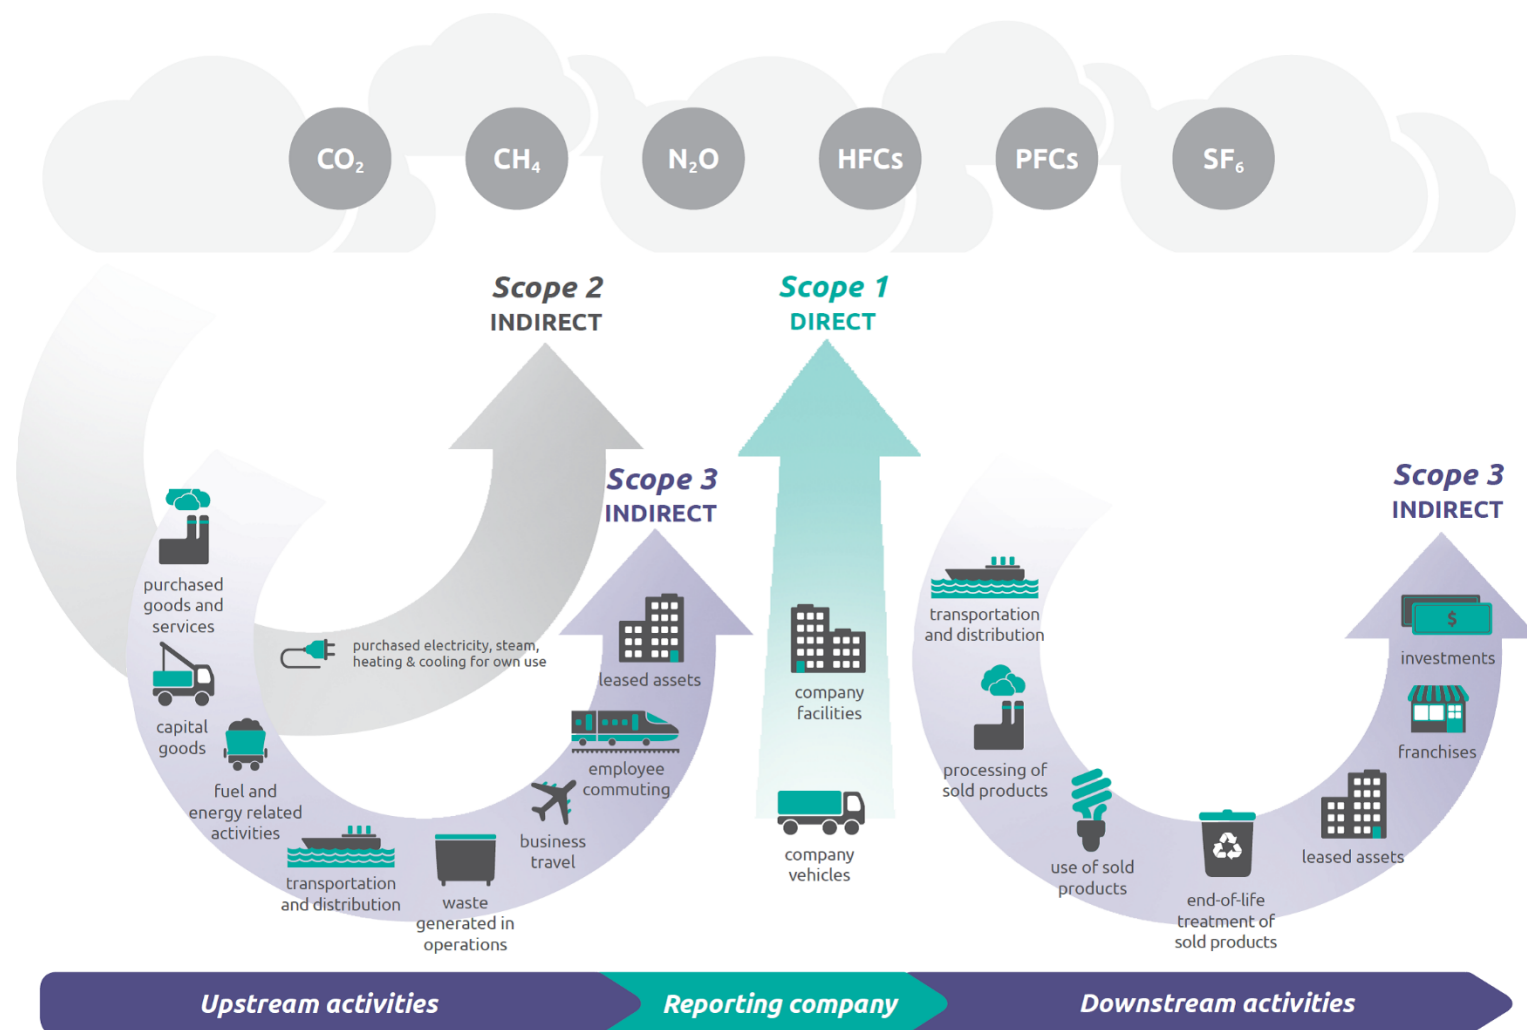 CO₂
CH₄
N₂O
HFCs
PFCs
SF₆
Scope 2
INDIRECT
Scope 1
DIRECT
Scope 3
INDIRECT
Scope 3
INDIRECT
purchased
goods and
services
capital
goods
fuel and
energy related
activities
transportation
and distribution
waste
generated in
operations
business
travel
employee
commuting
leased assets
purchased electricity, steam,
heating & cooling for own use
company
facilities
company
vehicles
transportation
and distribution
processing of
sold products
use of sold
products
end-of-life
treatment of
sold products
leased assets
franchises
$
investments
Upstream activities
Reporting company
Downstream activities